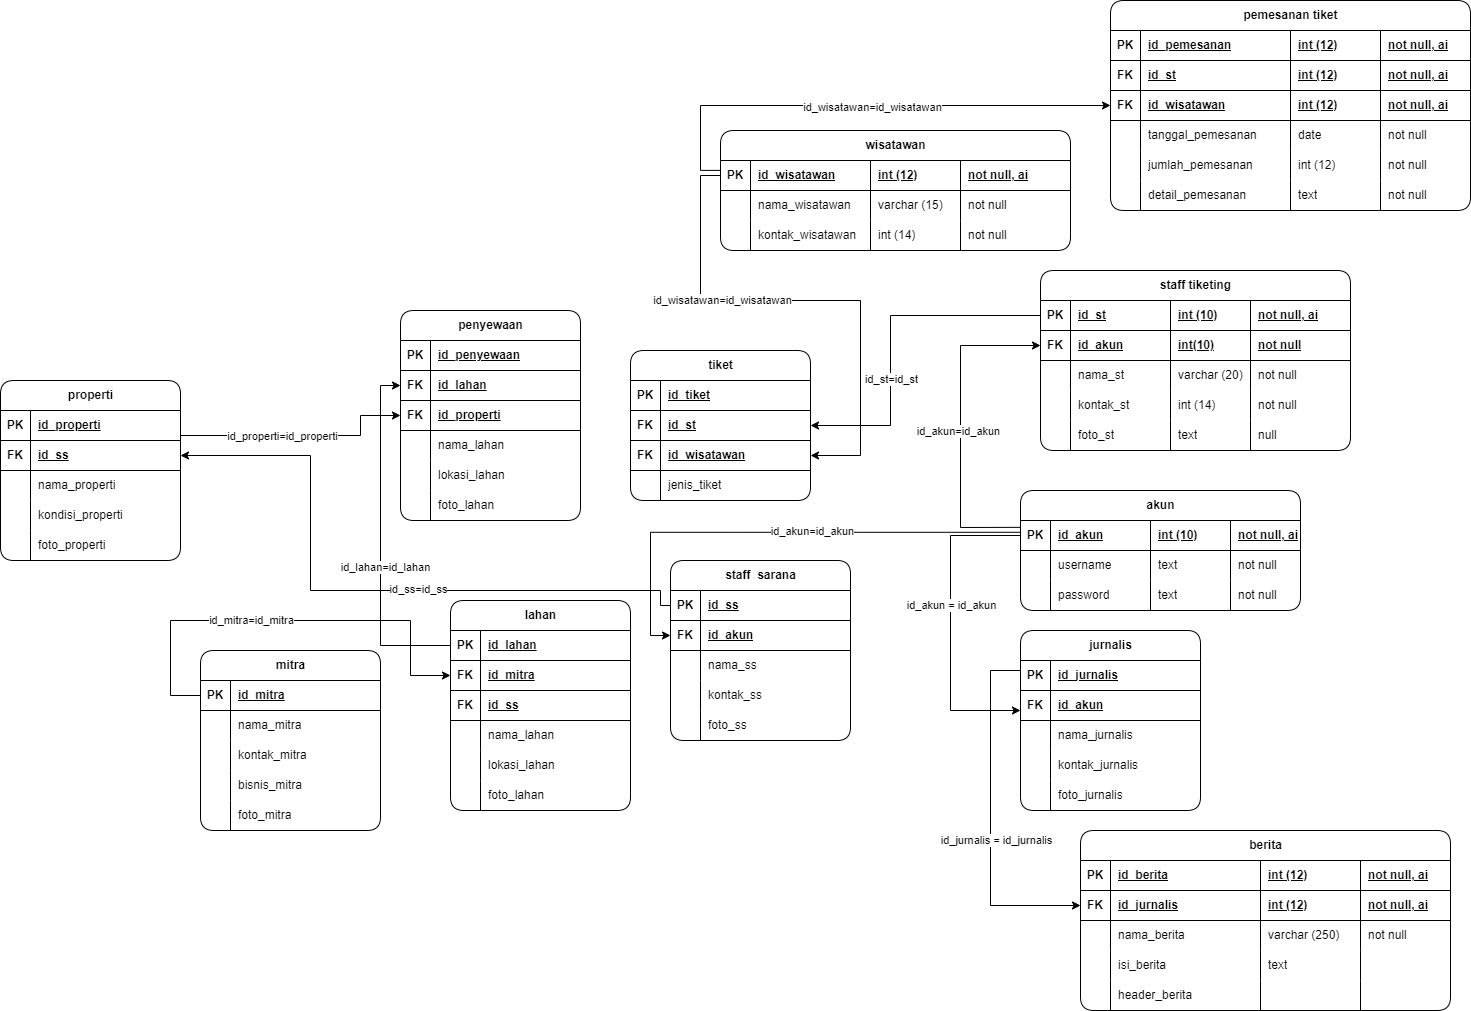 pemesanan tiket
PK id_pemesanan int (12) not null, ai
FK id_st int (12) not null, ai
FK id_wisatawan int (12) not null, ai
tanggal_pemesanan date not null
jumlah_pemesanan int (12) not null
detail_pemesanan text not null
id_wisatawan=id_wisatawan
wisatawan
PK id_wisatawan int (12) not null, ai
nama_wisatawan varchar (15) not null
kontak_wisatawan int (14) not null
id_wisatawan=id_wisatawan
staff tiketing
PK id_st int (10) not null, ai
FK id_akun int(10) not null
nama_st varchar (20) not null
kontak_st int (14) not null
foto_st text null
id_st=id_st
id_akun=id_akun
penyewaan
PK id_penyewaan
FK id_lahan
FK id_properti
nama_lahan
lokasi_lahan
foto_lahan
tiket
PK id_tiket
FK id_st
FK id_wisatawan
jenis_tiket
properti
PK id_properti
FK id_ss
nama_properti
kondisi_properti
foto_properti
id_properti=id_properti
akun
PK id_akun int (10) not null, ai
username text not null
password text not null
id_akun=id_akun
id_akun = id_akun
id_lahan=id_lahan
id_ss=id_ss
staff_sarana
PK id_ss
FK id_akun
nama_ss
kontak_ss
foto_ss
id_mitra=id_mitra
lahan
PK id_lahan
FK id_mitra
FK id_ss
nama_lahan
lokasi_lahan
foto_lahan
mitra
PK id_mitra
nama_mitra
kontak_mitra
bisnis_mitra
foto_mitra
jurnalis
PK id_jurnalis
FK id_akun
nama_jurnalis
kontak_jurnalis
foto_jurnalis
id_jurnalis = id_jurnalis
berita
PK id_berita int (12) not null, ai
FK id_jurnalis int (12) not null, ai
nama_berita varchar (250) not null
isi_berita text
header_berita